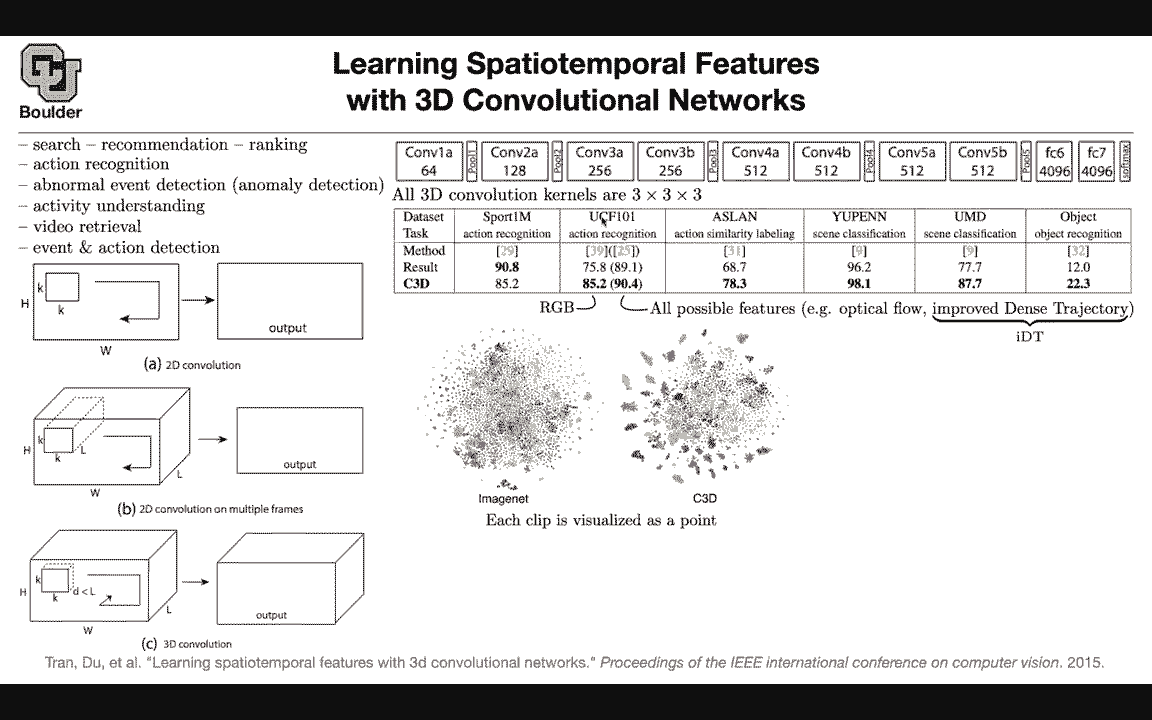 Boulder
Learning Spatiotemporal Features
with 3D Convolutional Networks
– search – recommendation – ranking
– action recognition
– abnormal event detection (anomaly detection)
– activity understanding
– video retrieval
– event & action detection
k
k
H
W
output
(a) 2D convolution
k
k
L
H
W
L
output
(b) 2D convolution on multiple frames
k
k
d < L
H
W
L
output
(c) 3D convolution
Conv1a 64 Pool1 Conv2a 128 Pool2 Conv3a 256 Conv3b 256 Pool3 Conv4a 512 Conv4b 512 Pool4 Conv5a 512 Conv5b 512 Pool5 fc6 4096 fc7 4096 softmax
All 3D convolution kernels are 3 × 3 × 3
Dataset Sport1M UCF101 ASLAN YUPENN UMD Object
Task action recognition action recognition action similarity labeling scene classification scene classification object recognition
Method [29] [39]([25]) [31] [9] [9] [32]
Result 90.8 75.8 (89.1) 68.7 96.2 77.7 12.0
C3D 85.2 85.2 (90.4) 78.3 98.1 87.7 22.3
RGB All possible features (e.g. optical flow, improved Dense Trajectory)
iDT
Imagenet C3D
Each clip is visualized as a point
Tran, Du, et al. "Learning spatiotemporal features with 3d convolutional networks." Proceedings of the IEEE international conference on computer vision. 2015.